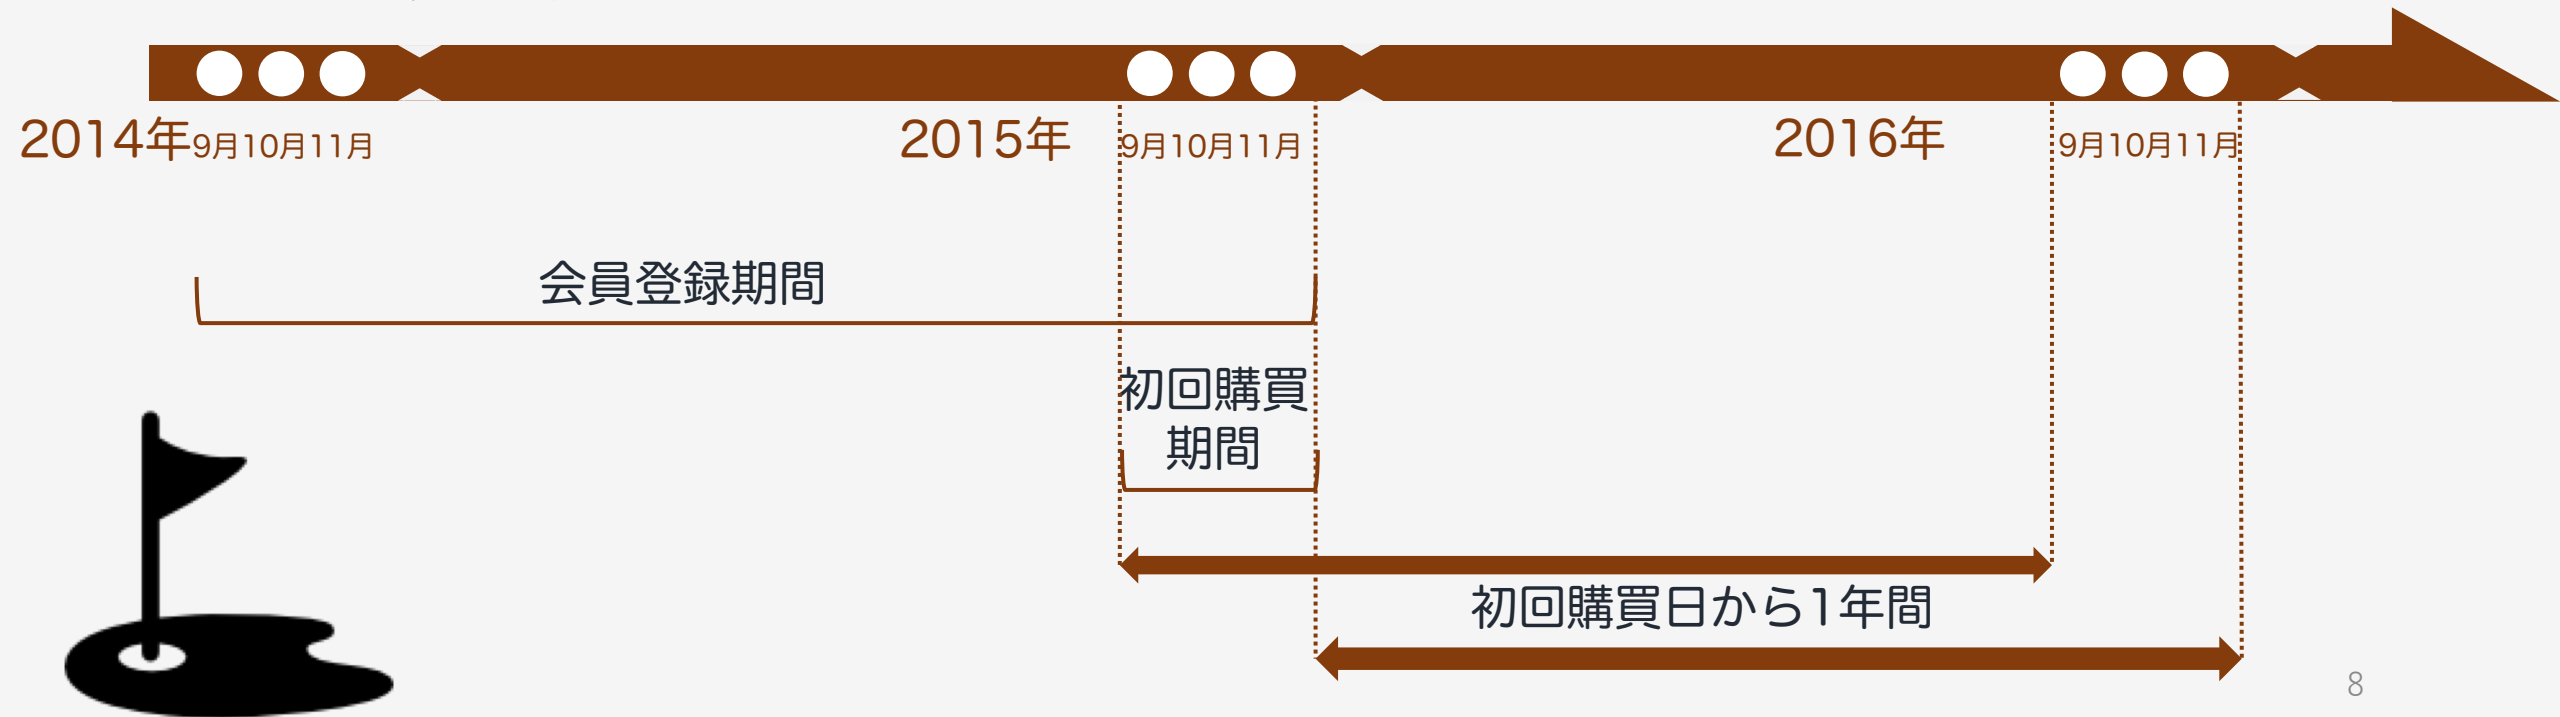 2014年9月10月11月
2015年 9月10月11月
2016年 9月10月11月
会員登録期間
初回購買
期間
初回購買日から1年間
8